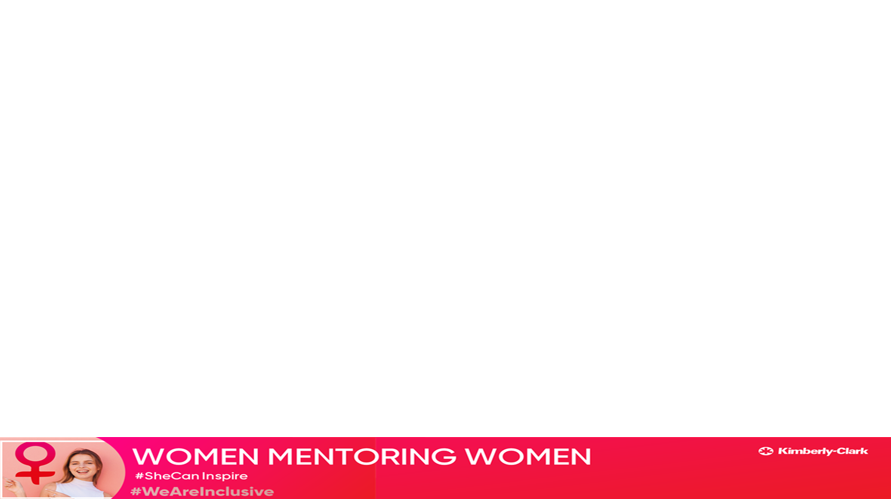 WOMEN MENTORING WOMEN
Kimberly-Clark
#SheCan Inspire
#WeAreInclusive